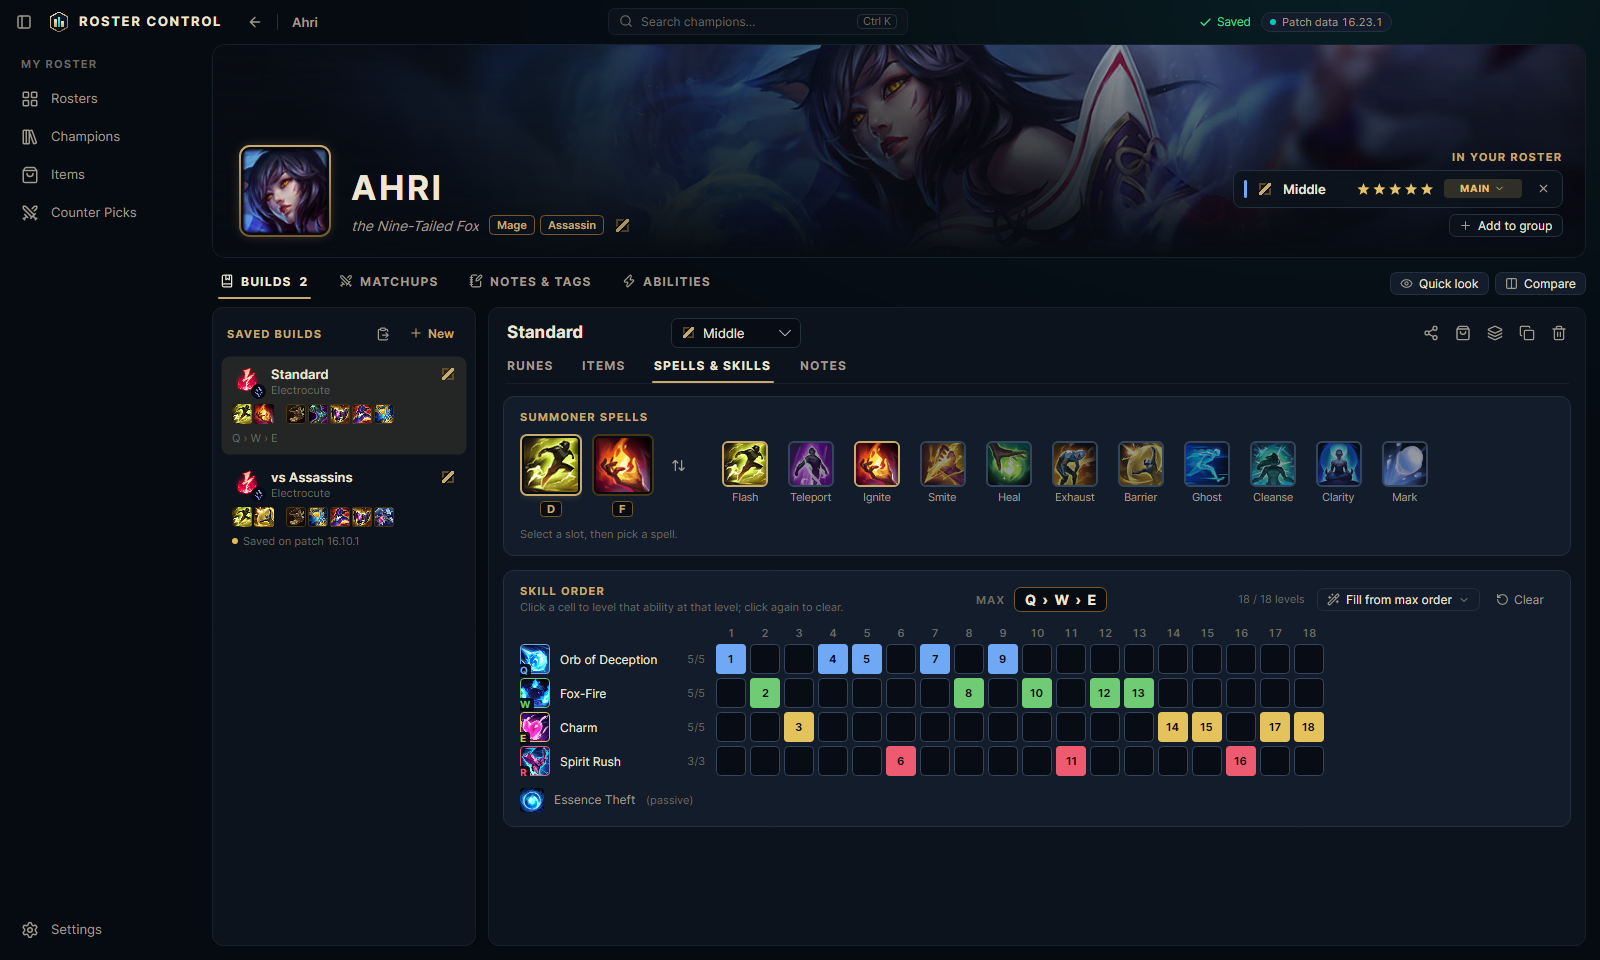 ROSTER CONTROL
Ahri
Search champions...
Ctrl K
Saved
Patch data 16.23.1
MY ROSTER
Rosters
Champions
Items
Counter Picks
Settings
AHRI
the Nine-Tailed Fox
Mage
Assassin
IN YOUR ROSTER
Middle
MAIN
Add to group
BUILDS 2
MATCHUPS
NOTES & TAGS
ABILITIES
Quick look
Compare
SAVED BUILDS
New
Standard
Electrocute
Q › W › E
vs Assassins
Electrocute
Saved on patch 16.10.1
Standard
Middle
RUNES
ITEMS
SPELLS & SKILLS
NOTES
SUMMONER SPELLS
D
F
Flash
Teleport
Ignite
Smite
Heal
Exhaust
Barrier
Ghost
Cleanse
Clarity
Mark
Select a slot, then pick a spell.
SKILL ORDER
Click a cell to level that ability at that level; click again to clear.
MAX
Q › W › E
18 / 18 levels
Fill from max order
Clear
1 2 3 4 5 6 7 8 9 10 11 12 13 14 15 16 17 18
Q Orb of Deception 5/5 1 4 5 7 9
W Fox-Fire 5/5 2 8 10 12 13
E Charm 5/5 3 14 15 17 18
R Spirit Rush 3/3 6 11 16
Essence Theft (passive)